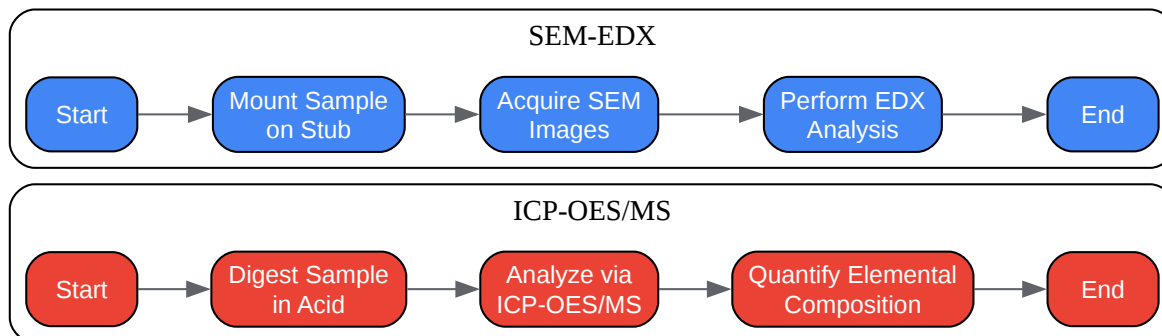 SEM-EDX
Start
Mount Sample
on Stub
Acquire SEM
Images
Perform EDX
Analysis
End
ICP-OES/MS
Start
Digest Sample
in Acid
Analyze via
ICP-OES/MS
Quantify Elemental
Composition
End